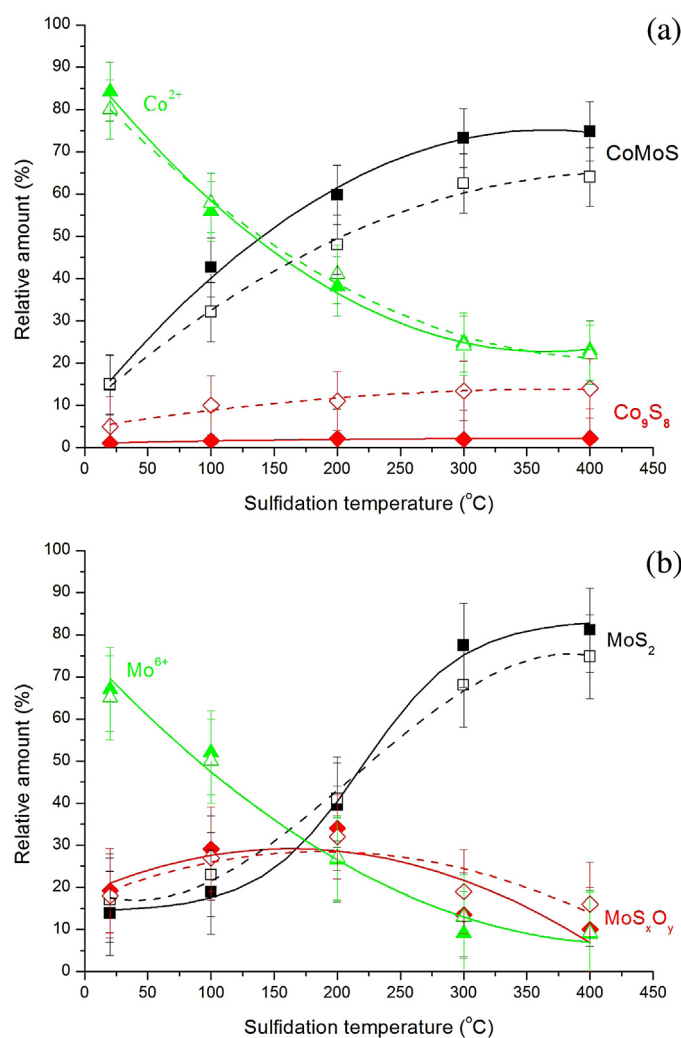 (a)
100
90
80
70
60
50
40
30
20
10
0
Relative amount (%)
Co²⁺
CoMoS
Co₉S₈
0 50 100 150 200 250 300 350 400 450
Sulfidation temperature (°C)
(b)
100
90
80
70
60
50
40
30
20
10
0
Relative amount (%)
Mo⁶⁺
MoS₂
MoSₓOᵧ
0 50 100 150 200 250 300 350 400 450
Sulfidation temperature (°C)